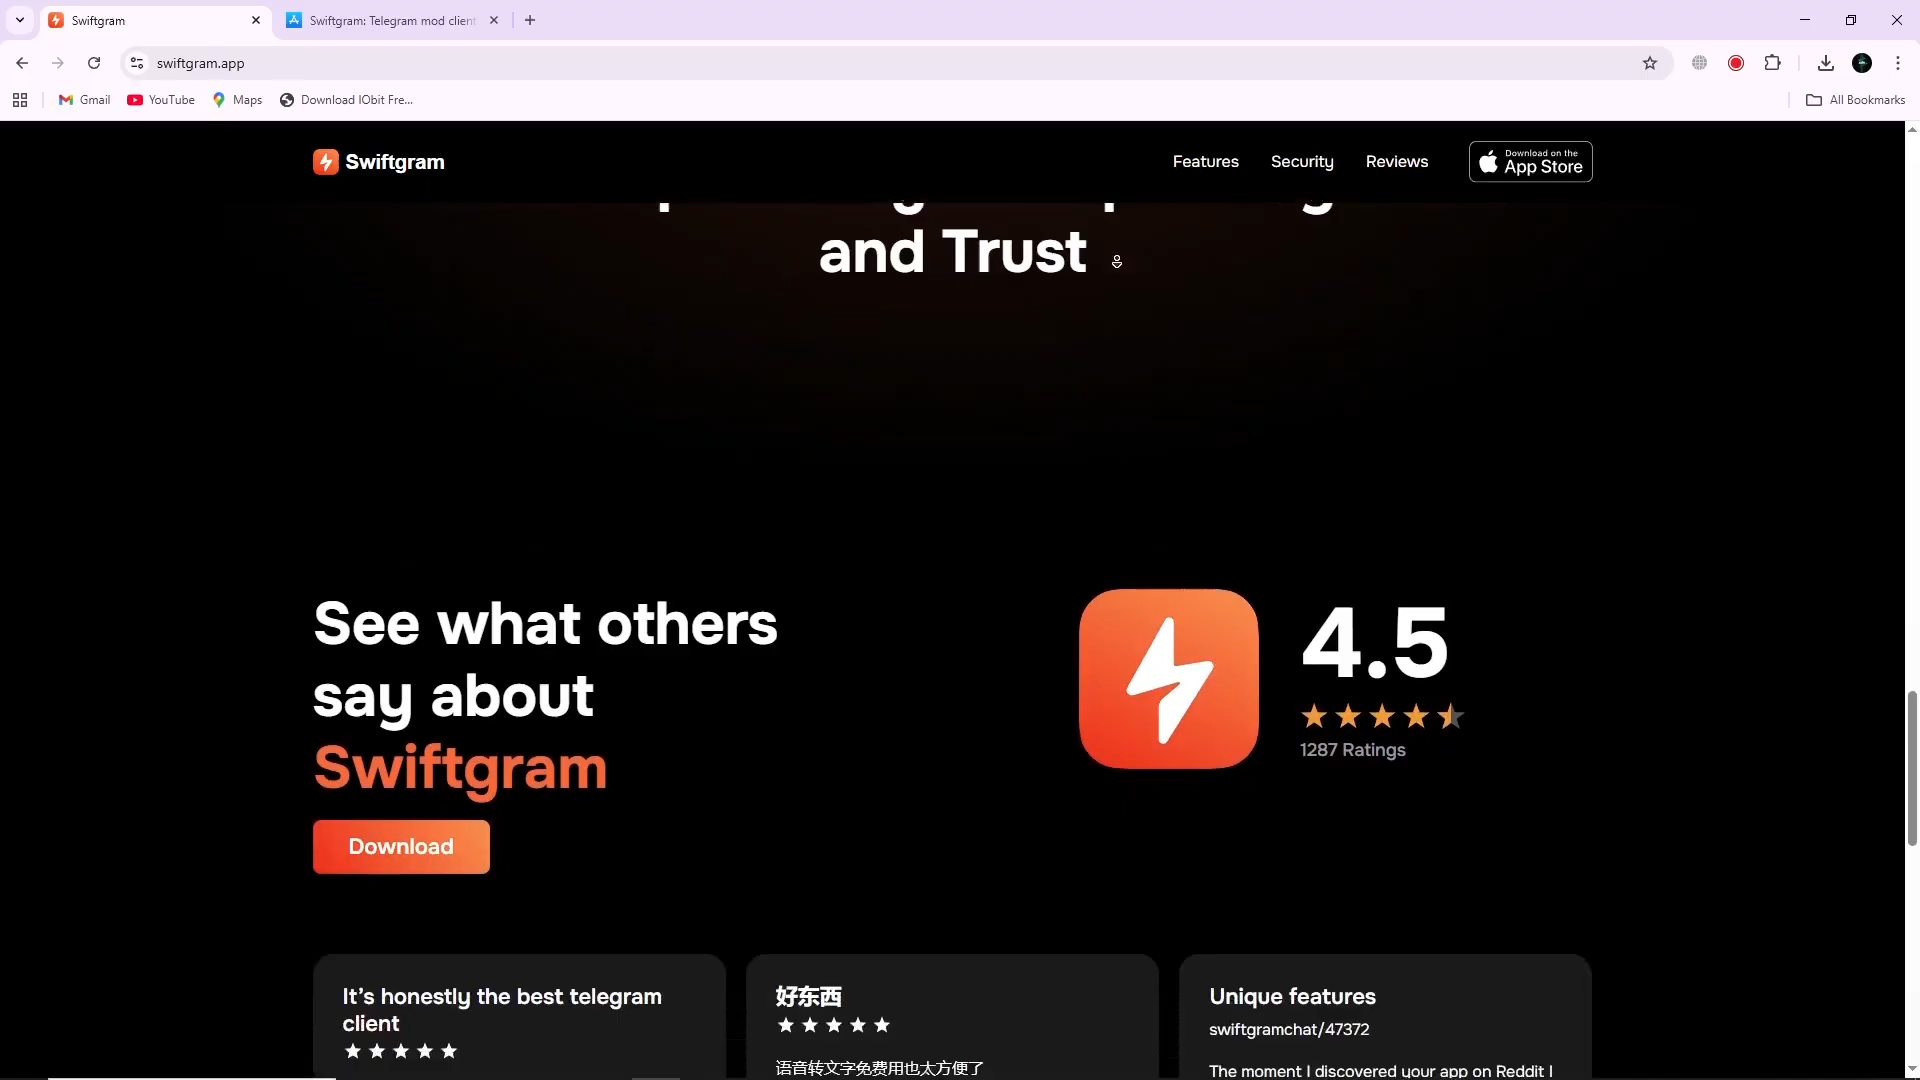 Swiftgram
Swiftgram: Telegram mod client
swiftgram.app
Gmail
YouTube
Maps
Download IObit Fre...
All Bookmarks
Swiftgram
Features
Security
Reviews
Download on the
App Store
and Trust
See what others
say about
Swiftgram
4.5
1287 Ratings
Download
It's honestly the best telegram
client
好东西
语音转文字免费用也太方便了
Unique features
swiftgramchat/47372
The moment I discovered your app on Reddit I